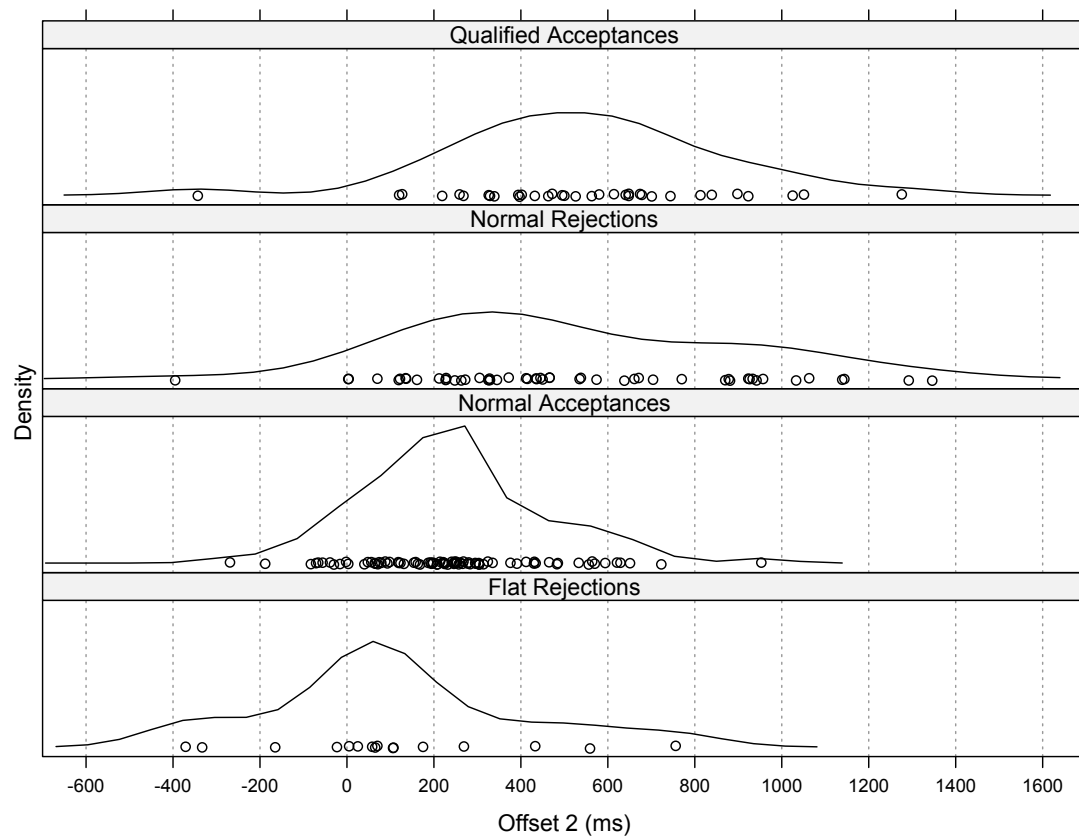 Qualified Acceptances
Normal Rejections
Normal Acceptances
Flat Rejections
Density
-600 -400 -200 0 200 400 600 800 1000 1200 1400 1600
Offset 2 (ms)